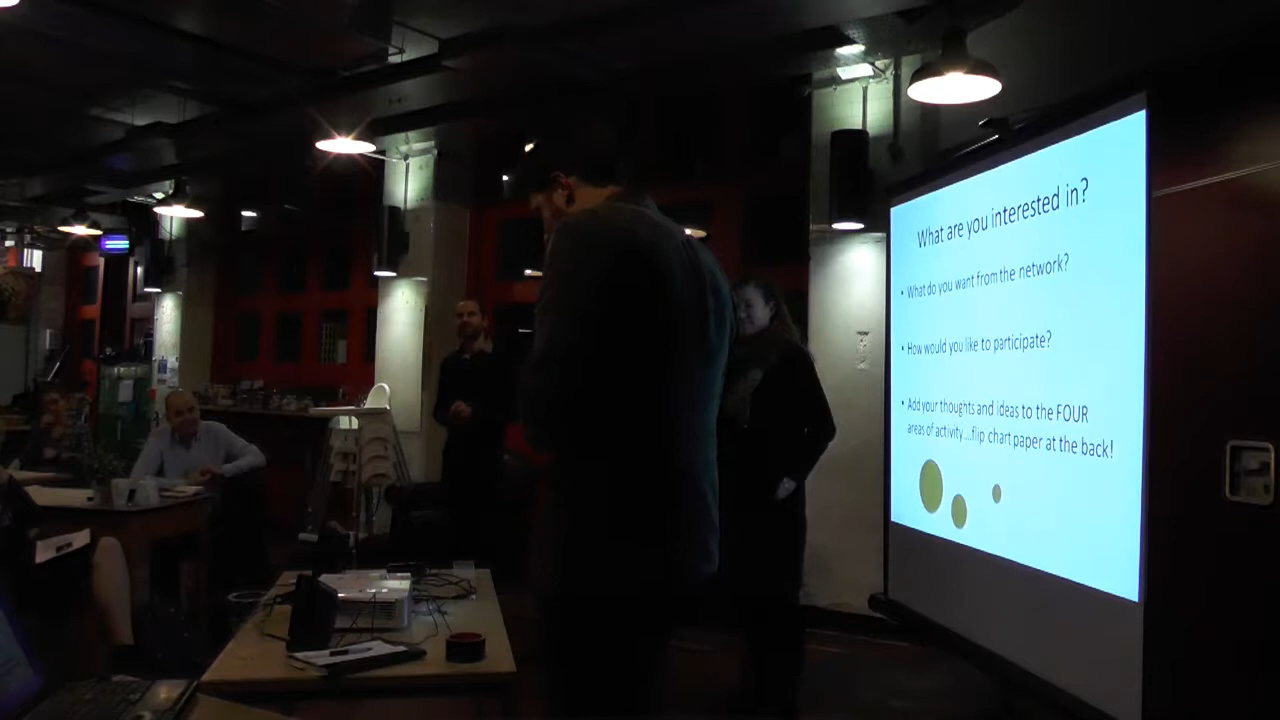 What are you interested in?
• What do you want from the network?
• How would you like to participate?
• Add your thoughts and ideas to the FOUR
areas of activity....flip chart paper at the back!